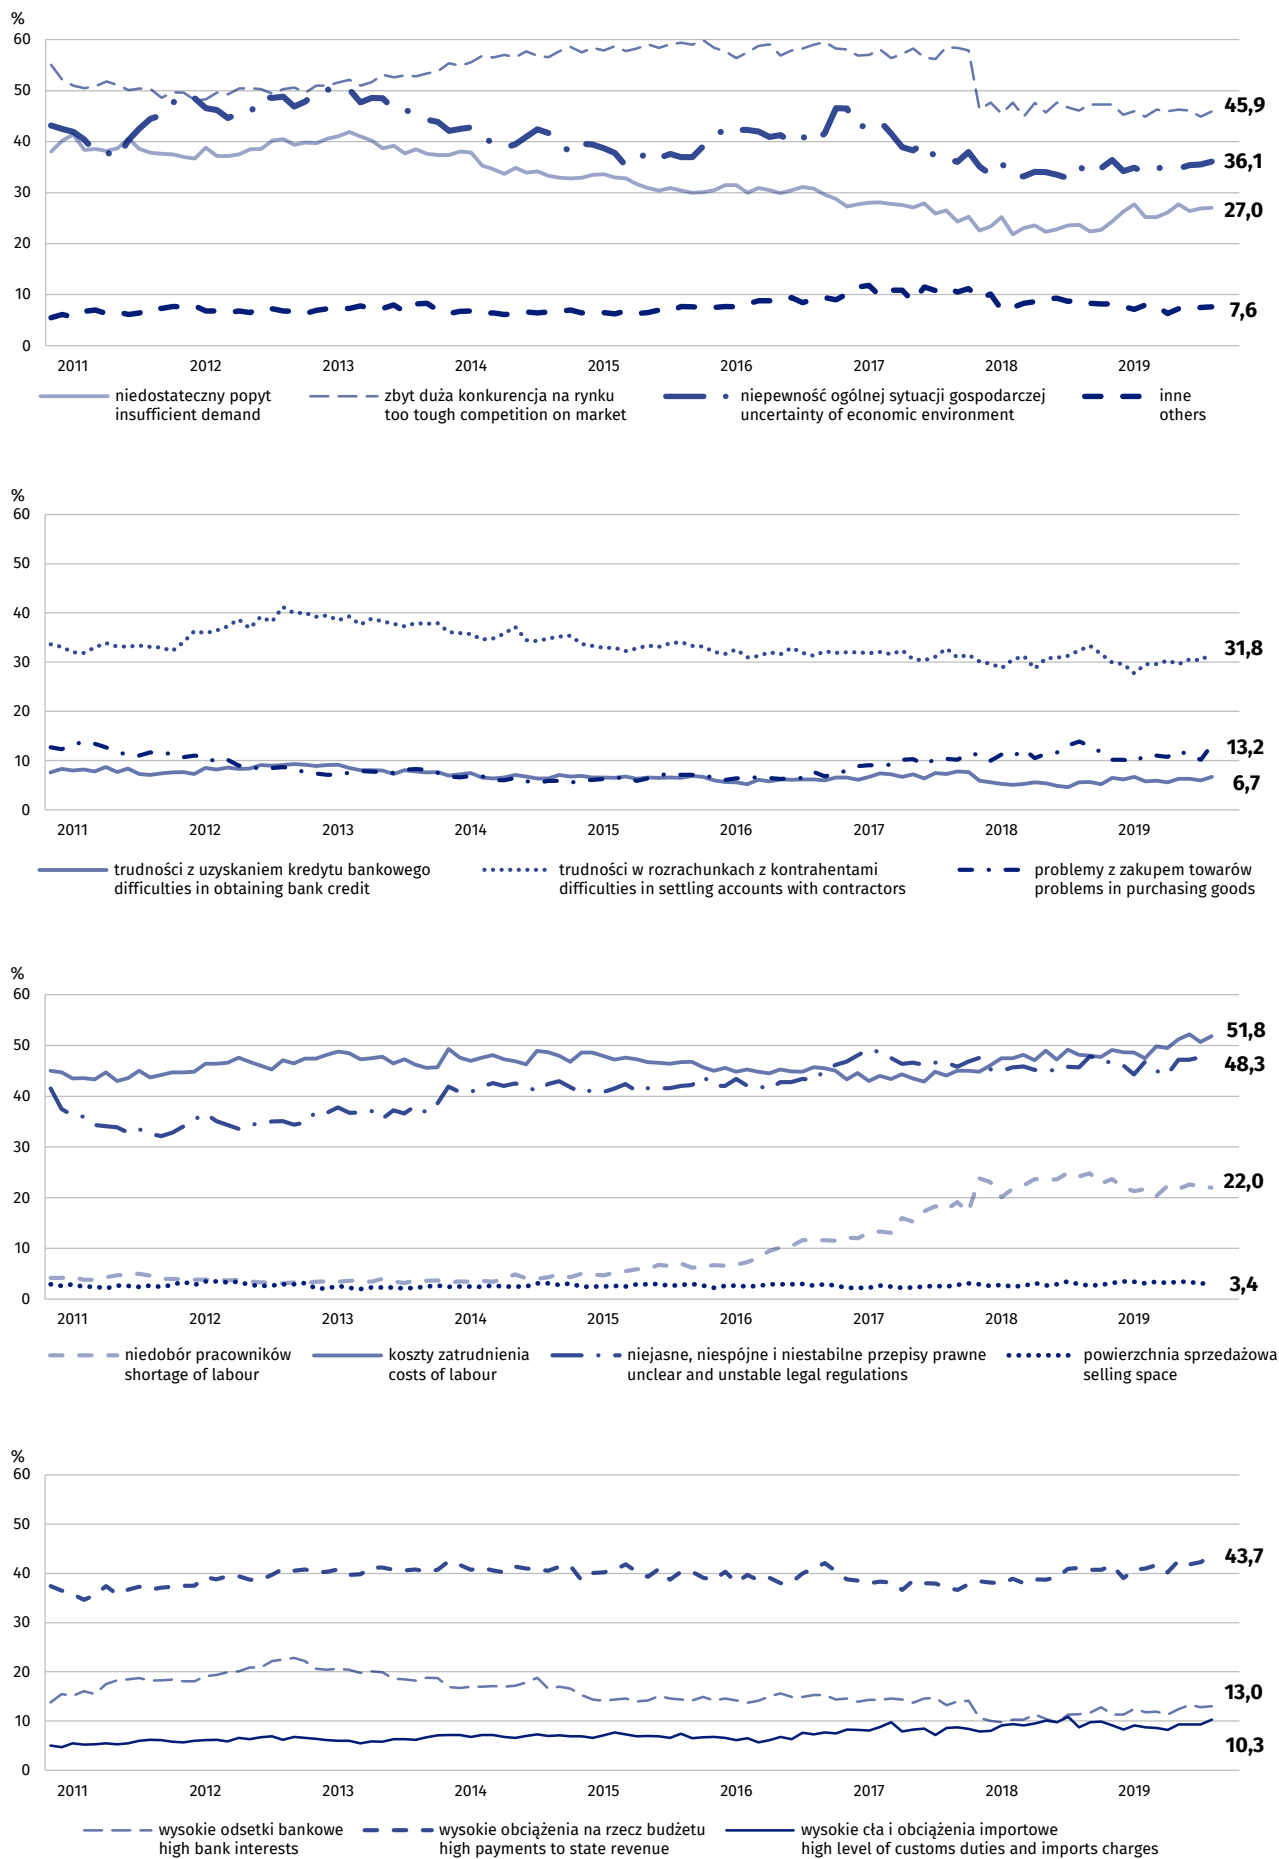 %
60
50
40
30
20
10
0
45,9
36,1
27,0
7,6
2011 2012 2013 2014 2015 2016 2017 2018 2019
niedostateczny popyt
insufficient demand
zbyt duża konkurencja na rynku
too tough competition on market
niepewność ogólnej sytuacji gospodarczej
uncertainty of economic environment
inne
others
%
60
50
40
30
20
10
0
31,8
13,2
6,7
2011 2012 2013 2014 2015 2016 2017 2018 2019
trudności z uzyskaniem kredytu bankowego
difficulties in obtaining bank credit
trudności w rozrachunkach z kontrahentami
difficulties in settling accounts with contractors
problemy z zakupem towarów
problems in purchasing goods
%
60
50
40
30
20
10
0
51,8
48,3
22,0
3,4
2011 2012 2013 2014 2015 2016 2017 2018 2019
niedobór pracowników
shortage of labour
koszty zatrudnienia
costs of labour
niejasne, niespójne i niestabilne przepisy prawne
unclear and unstable legal regulations
powierzchnia sprzedażowa
selling space
%
60
50
40
30
20
10
0
43,7
13,0
10,3
2011 2012 2013 2014 2015 2016 2017 2018 2019
wysokie odsetki bankowe
high bank interests
wysokie obciążenia na rzecz budżetu
high payments to state revenue
wysokie cła i obciążenia importowe
high level of customs duties and imports charges